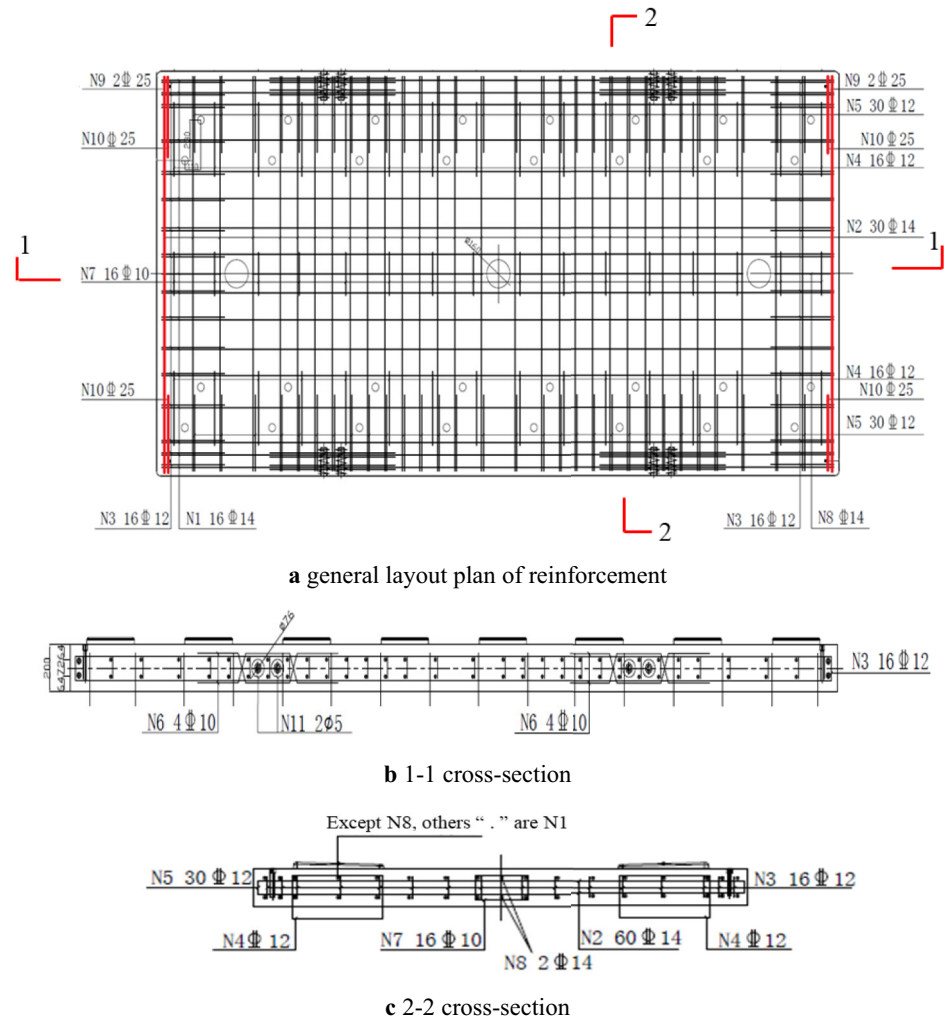 2
N9 2Φ25
N9 2Φ25
N5 30Φ12
N10Φ25
N10Φ25
N4 16Φ12
N2 30Φ14
1
1
Ø160
N7 16Φ10
N4 16Φ12
N10Φ25
N10Φ25
N5 30Φ12
N3 16Φ12
N1 16Φ14
N3 16Φ12
N8 Φ14
2
a general layout plan of reinforcement
Ø76
200
647264
N3 16Φ12
N6 4Φ10
N11 2ϕ5
N6 4Φ10
b 1-1 cross-section
Except N8, others “ . ” are N1
N5 30Φ12
N3 16Φ12
N4Φ12
N7 16Φ10
N2 60Φ14
N4Φ12
N8 2Φ14
c 2-2 cross-section